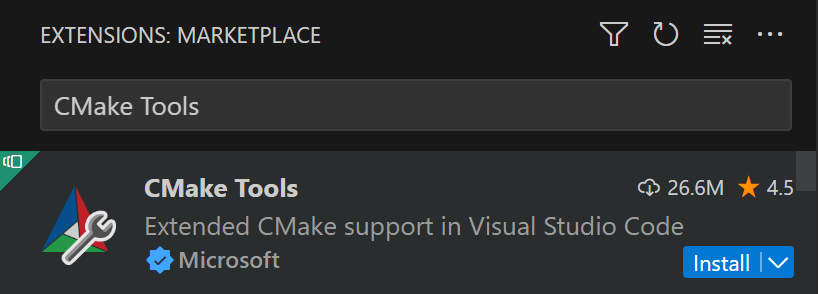 EXTENSIONS: MARKETPLACE
CMake Tools
CMake Tools 26.6M 4.5
Extended CMake support in Visual Studio Code
Microsoft Install